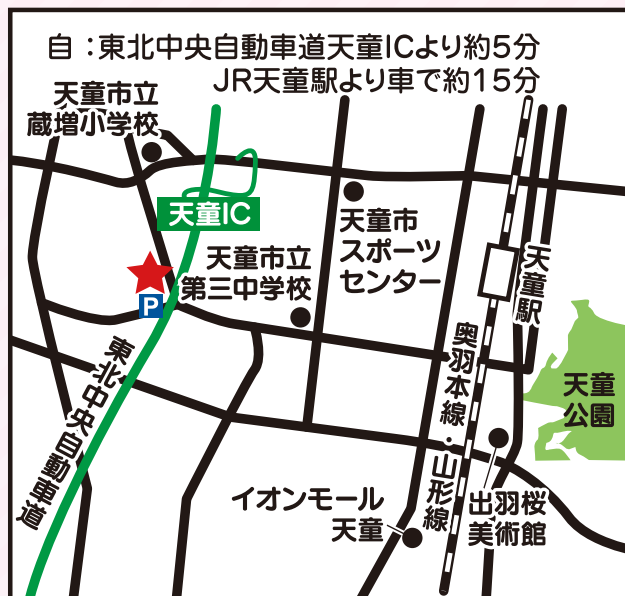 自：東北中央自動車道天童ICより約5分
JR天童駅より車で約15分
天童市立
蔵増小学校
天童IC
天童市
スポーツ
センター
天童市立
第三中学校
P
天童駅
天童
公園
奥羽本線・山形線
東北中央自動車道
イオンモール
天童
出羽桜
美術館